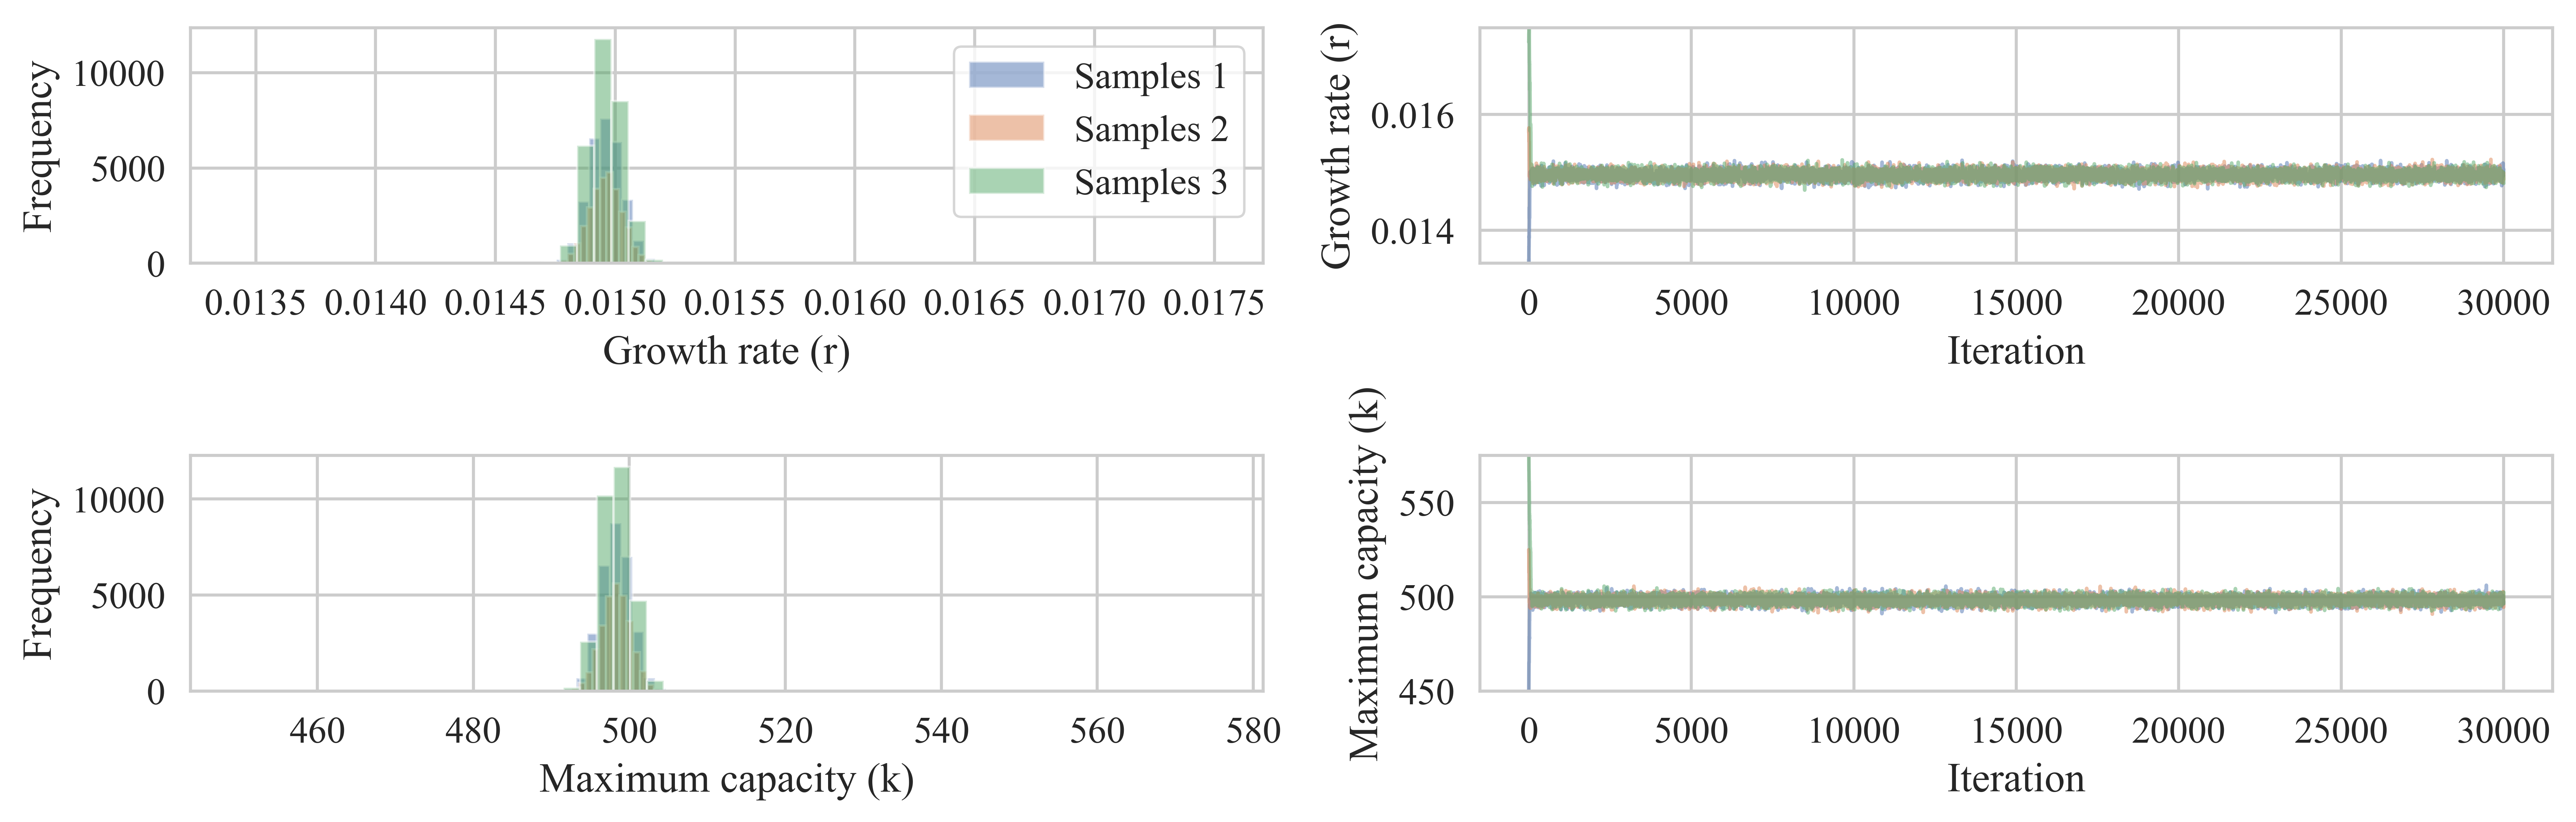 Frequency
10000
5000
0
0.0135 0.0140 0.0145 0.0150 0.0155 0.0160 0.0165 0.0170 0.0175
Growth rate (r)
Samples 1
Samples 2
Samples 3
Growth rate (r)
0.016
0.014
0 5000 10000 15000 20000 25000 30000
Iteration
Frequency
10000
5000
0
460 480 500 520 540 560 580
Maximum capacity (k)
Maximum capacity (k)
550
500
450
0 5000 10000 15000 20000 25000 30000
Iteration